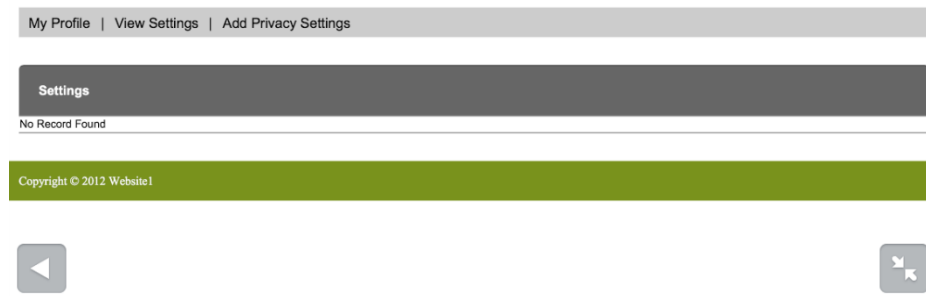 My Profile | View Settings | Add Privacy Settings
Settings
No Record Found
Copyright © 2012 Website1